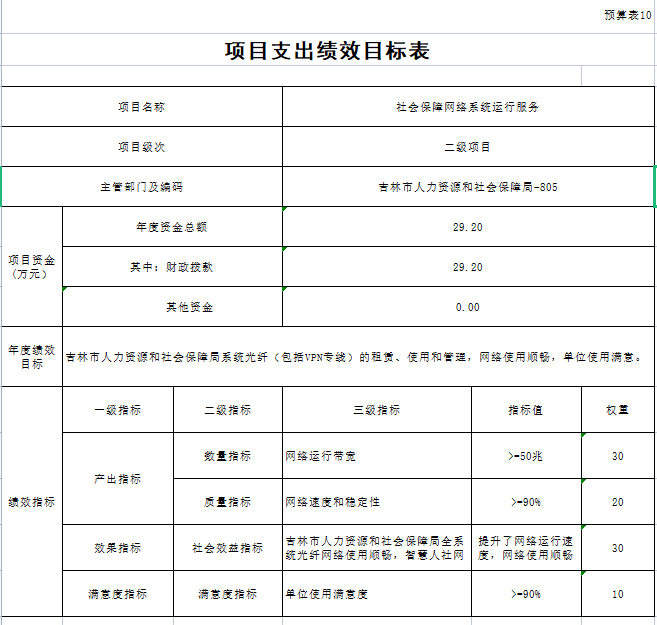 预算表10
项目支出绩效目标表
项目名称 社会保障网络系统运行服务
项目级次 二级项目
主管部门及编码 吉林市人力资源和社会保障局-805
项目资金
(万元)
年度资金总额 29.20
其中: 财政拨款 29.20
其他资金 0.00
年度绩效
目标
吉林市人力资源和社会保障局系统光纤（包括VPN专线）的租赁、使用和管理，网络使用顺畅，单位使用满意。
绩效指标
一级指标 二级指标 三级指标 指标值 权重
产出指标
数量指标 网络运行带宽 >=50兆 30
质量指标 网络速度和稳定性 >=90% 20
效果指标 社会效益指标
吉林市人力资源和社会保障局全系
统光纤网络使用顺畅，智慧人社网
提升了网络运行速
度，网络使用顺畅
30
满意度指标 满意度指标 单位使用满意度 >=90% 10